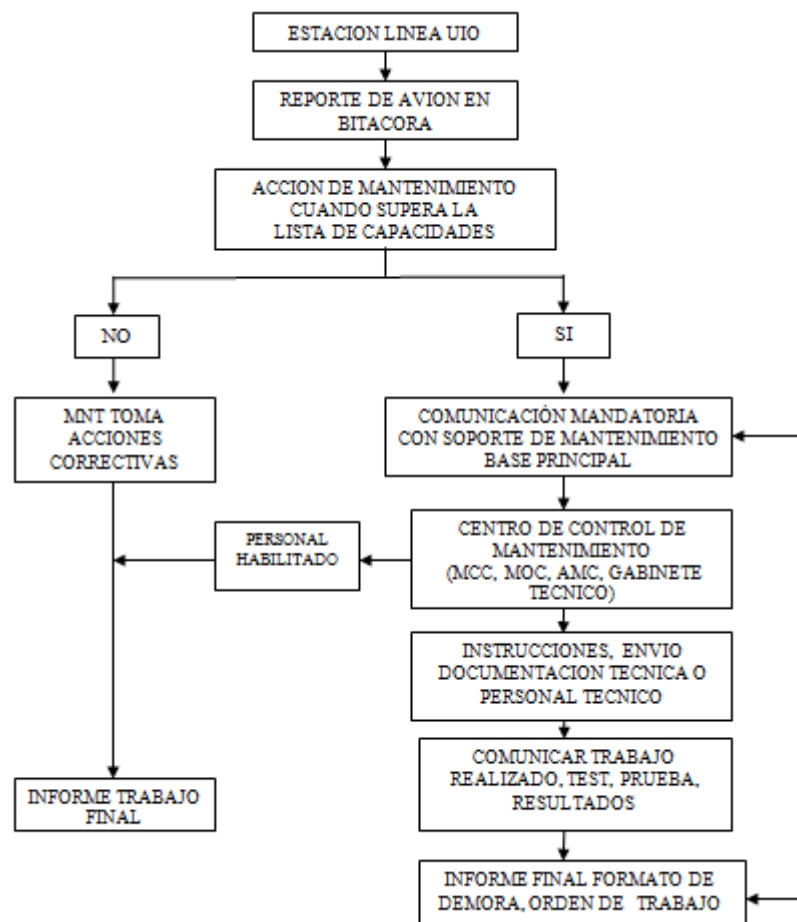 ESTACION LINEA UIO
REPORTE DE AVION EN
BITACORA
ACCION DE MANTENIMIENTO
CUANDO SUPERA LA
LISTA DE CAPACIDADES
NO
SI
MNT TOMA
ACCIONES
CORRECTIVAS
COMUNICACIÓN MANDATORIA
CON SOPORTE DE MANTENIMIENTO
BASE PRINCIPAL
PERSONAL
HABILITADO
CENTRO DE CONTROL DE
MANTENIMIENTO
(MCC, MOC, AMC, GABINETE
TECNICO)
INSTRUCCIONES, ENVIO
DOCUMENTACION TECNICA O
PERSONAL TECNICO
COMUNICAR TRABAJO
REALIZADO, TEST, PRUEBA,
RESULTADOS
INFORME TRABAJO
FINAL
INFORME FINAL FORMATO DE
DEMORA, ORDEN DE TRABAJO